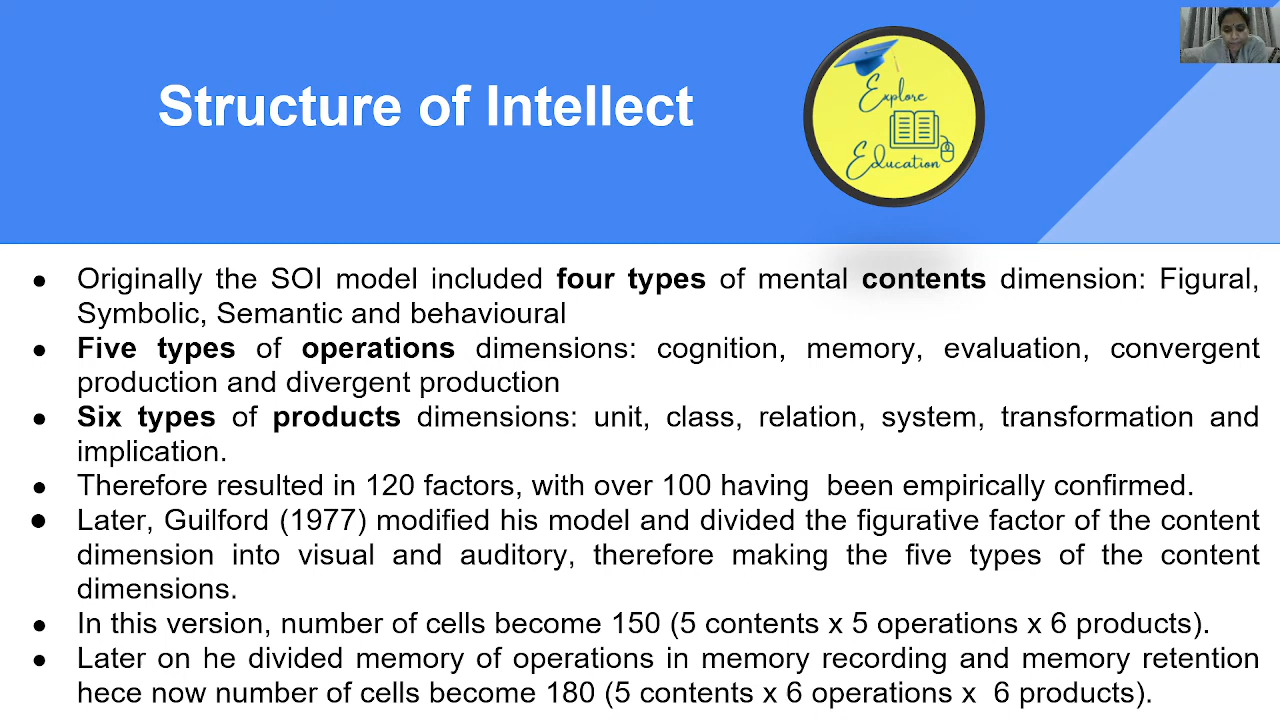 Structure of Intellect
Explore
Education
● Originally the SOI model included four types of mental contents dimension: Figural,
Symbolic, Semantic and behavioural
● Five types of operations dimensions: cognition, memory, evaluation, convergent
production and divergent production
● Six types of products dimensions: unit, class, relation, system, transformation and
implication.
● Therefore resulted in 120 factors, with over 100 having been empirically confirmed.
● Later, Guilford (1977) modified his model and divided the figurative factor of the content
dimension into visual and auditory, therefore making the five types of the content
dimensions.
● In this version, number of cells become 150 (5 contents x 5 operations x 6 products).
● Later on he divided memory of operations in memory recording and memory retention
hece now number of cells become 180 (5 contents x 6 operations x 6 products).